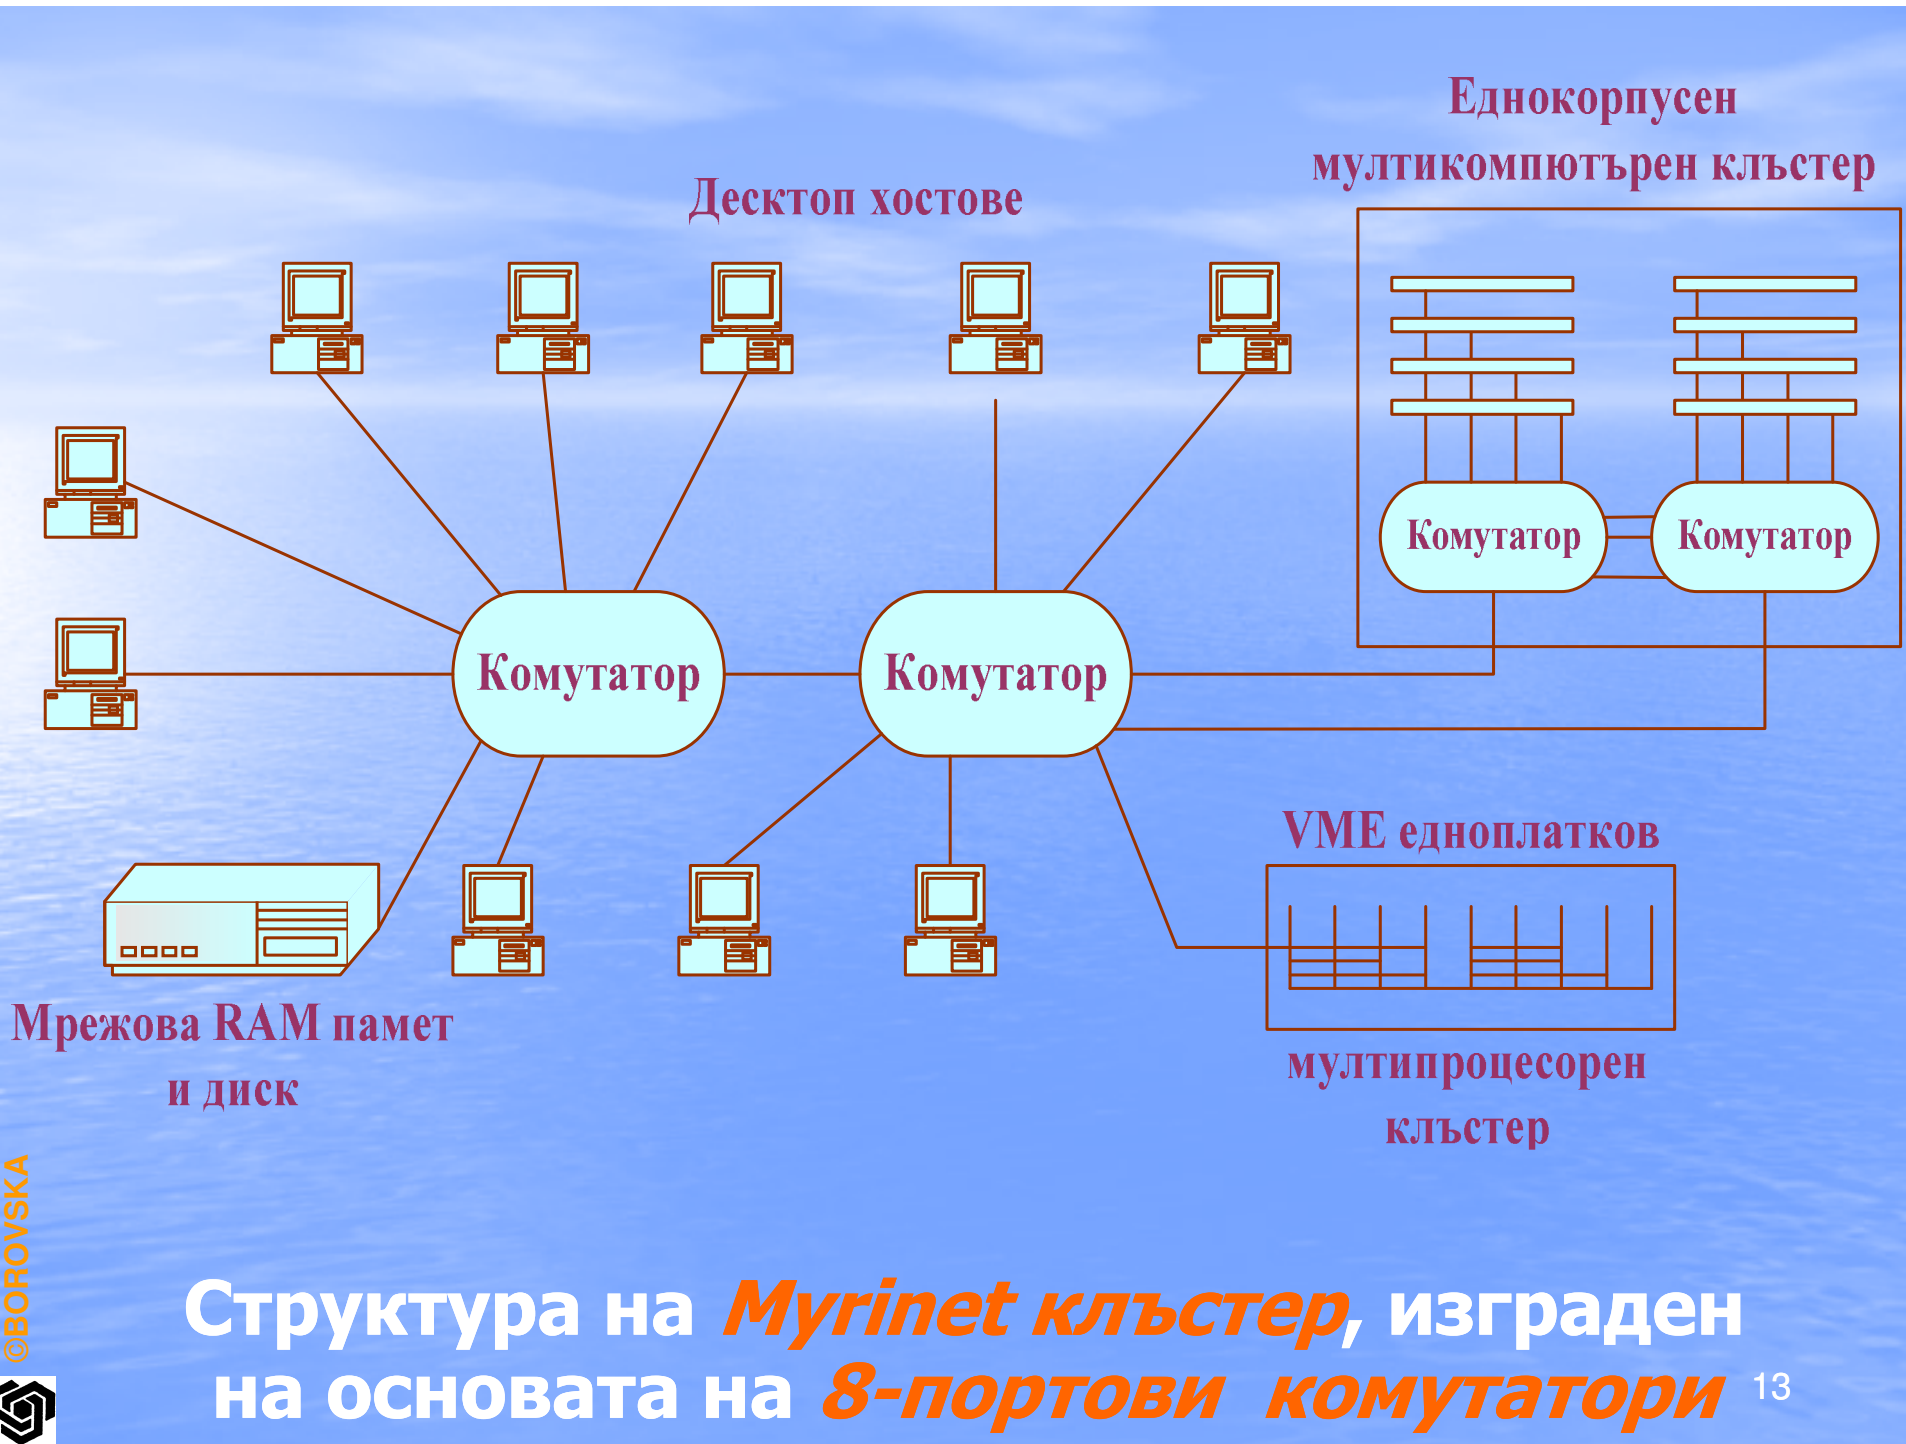 Еднокорпусен
мултикомпютърен клъстер
Десктоп хостове
Комутатор
Комутатор
Комутатор
Комутатор
VME едноплатков
мултипроцесорен
клъстер
Мрежова RAM памет
и диск
©BOROVSKA
Структура на Myrinet клъстер, изграден
на основата на 8-портови комутатори
13